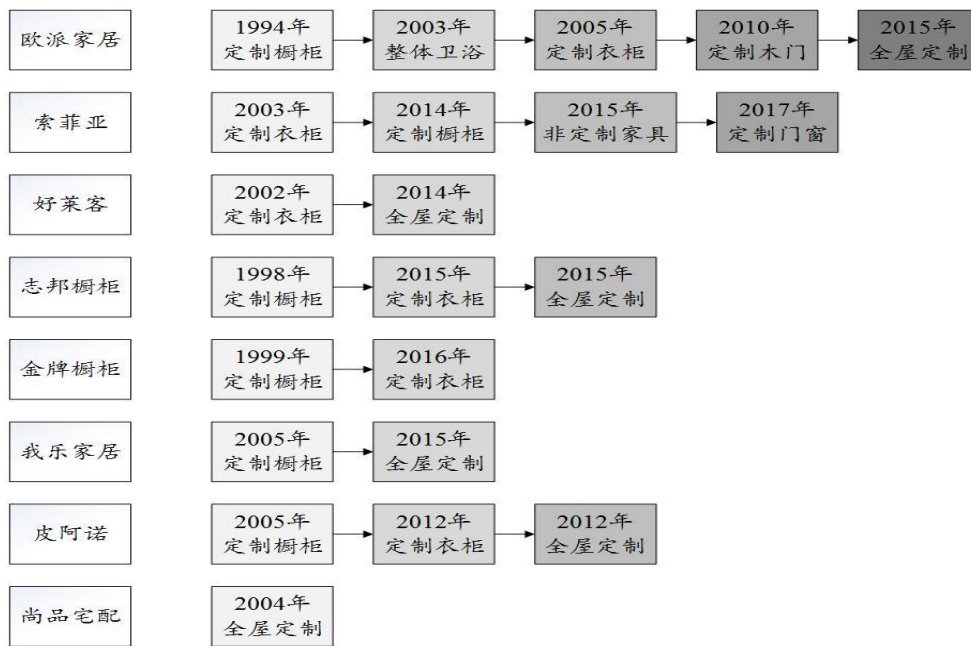 欧派家居
1994年
定制橱柜
2003年
整体卫浴
2005年
定制衣柜
2010年
定制木门
2015年
全屋定制
索菲亚
2003年
定制衣柜
2014年
定制橱柜
2015年
非定制家具
2017年
定制门窗
好莱客
2002年
定制衣柜
2014年
全屋定制
志邦橱柜
1998年
定制橱柜
2015年
定制衣柜
2015年
全屋定制
金牌橱柜
1999年
定制橱柜
2016年
定制衣柜
我乐家居
2005年
定制橱柜
2015年
全屋定制
皮阿诺
2005年
定制橱柜
2012年
定制衣柜
2012年
全屋定制
尚品宅配
2004年
全屋定制